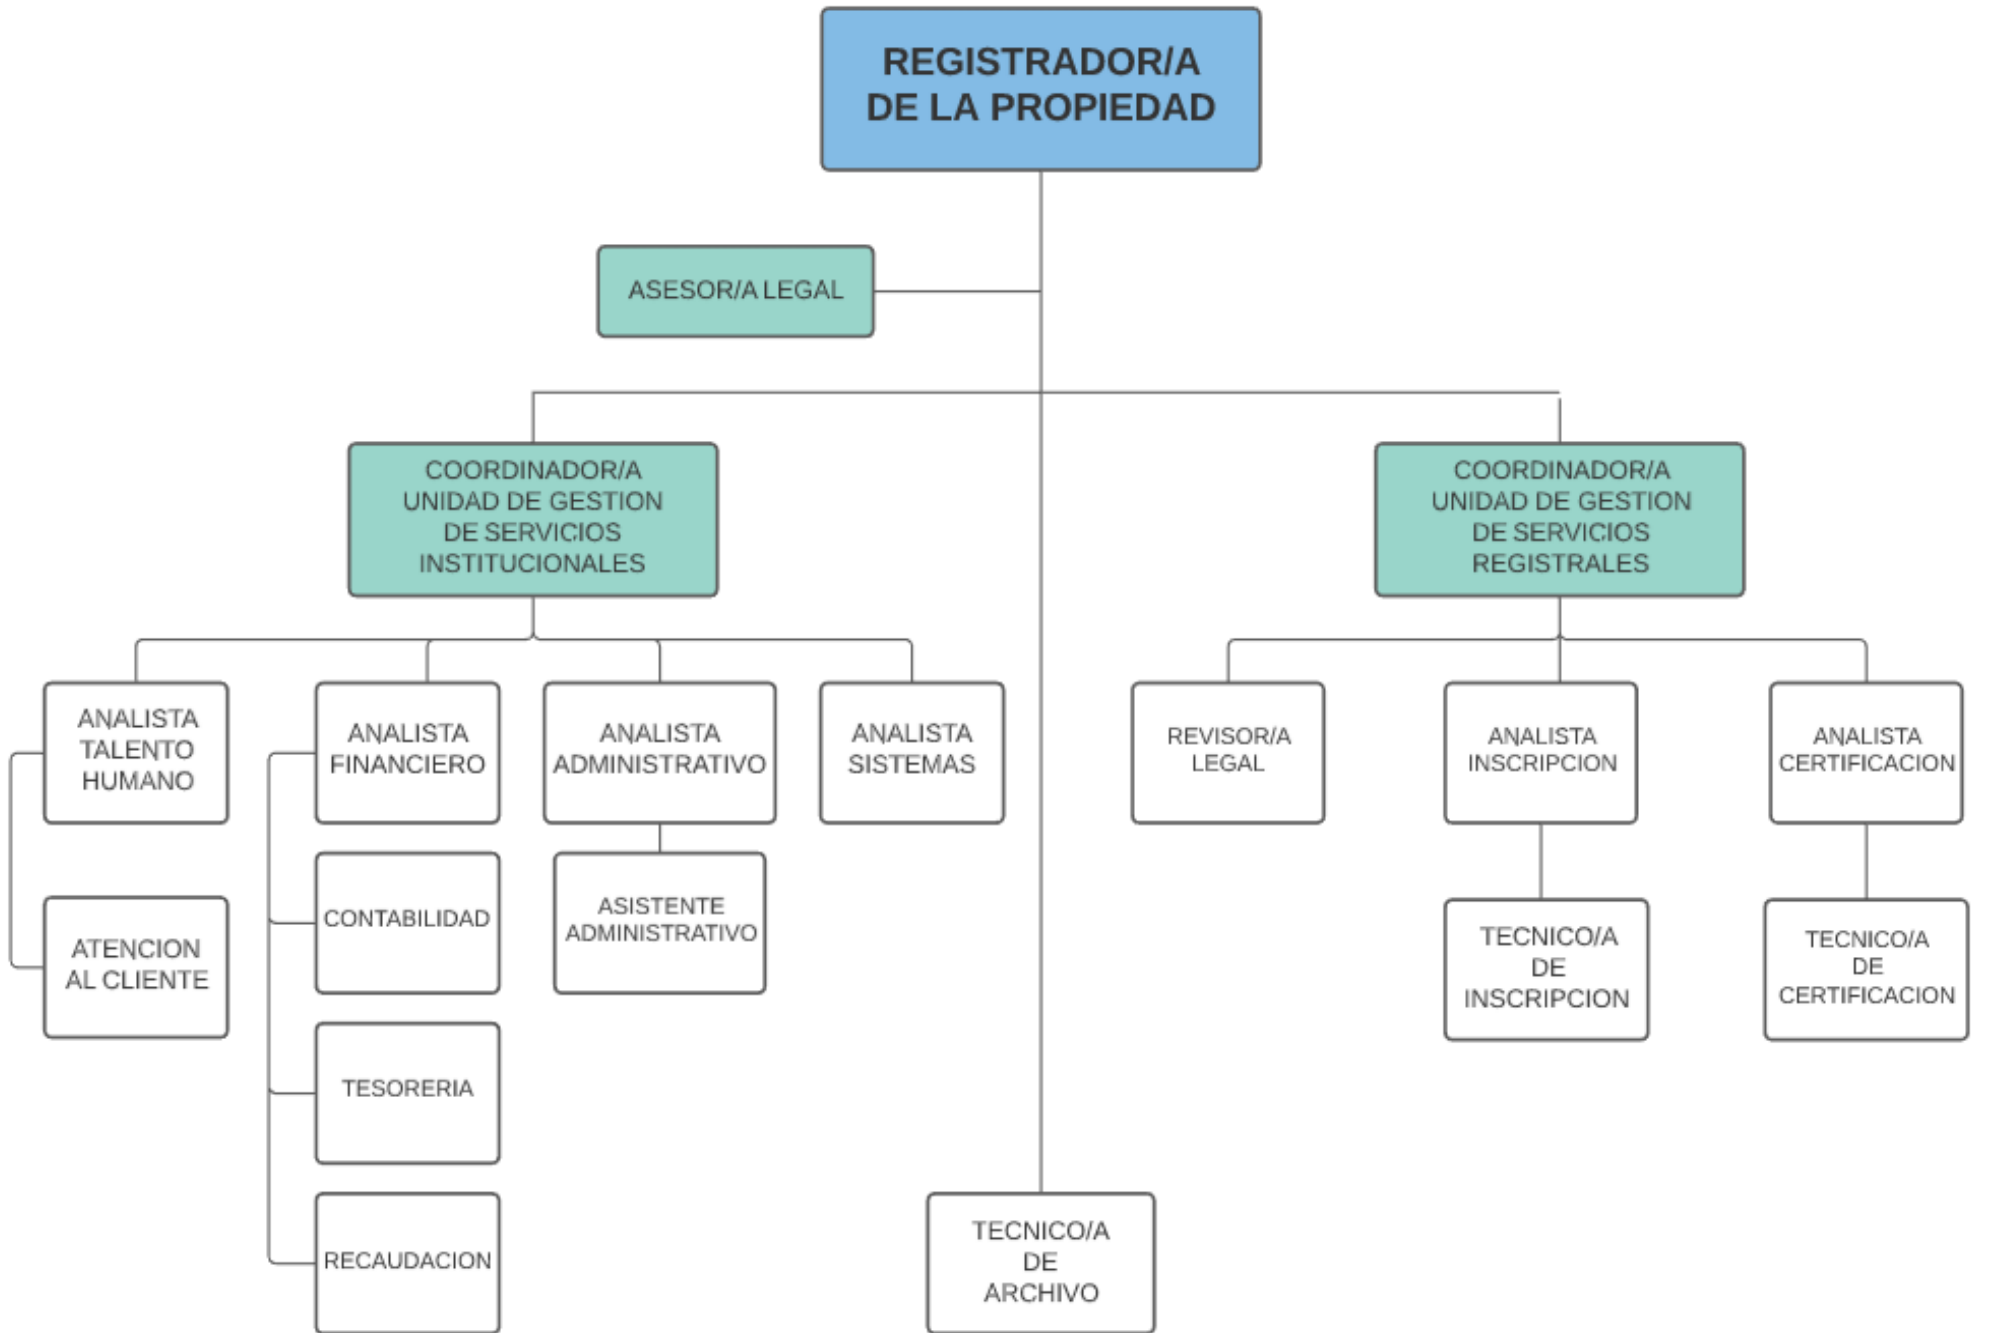 REGISTRADOR/A
DE LA PROPIEDAD
ASESOR/A LEGAL
COORDINADOR/A
UNIDAD DE GESTION
DE SERVICIOS
INSTITUCIONALES
COORDINADOR/A
UNIDAD DE GESTION
DE SERVICIOS
REGISTRALES
ANALISTA
TALENTO
HUMANO
ANALISTA
FINANCIERO
ANALISTA
ADMINISTRATIVO
ANALISTA
SISTEMAS
REVISOR/A
LEGAL
ANALISTA
INSCRIPCION
ANALISTA
CERTIFICACION
ATENCION
AL CLIENTE
CONTABILIDAD
ASISTENTE
ADMINISTRATIVO
TECNICO/A
DE
INSCRIPCION
TECNICO/A
DE
CERTIFICACION
TESORERIA
RECAUDACION
TECNICO/A
DE
ARCHIVO